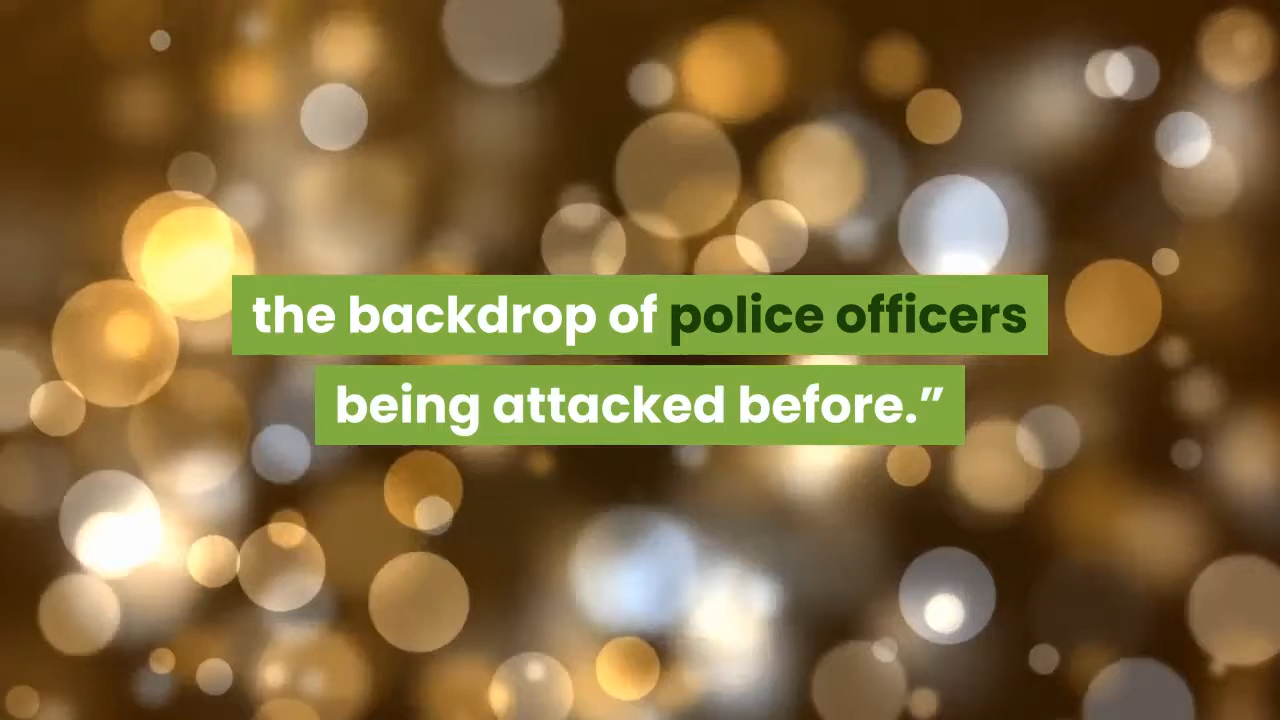 the backdrop of police officers
being attacked before.”